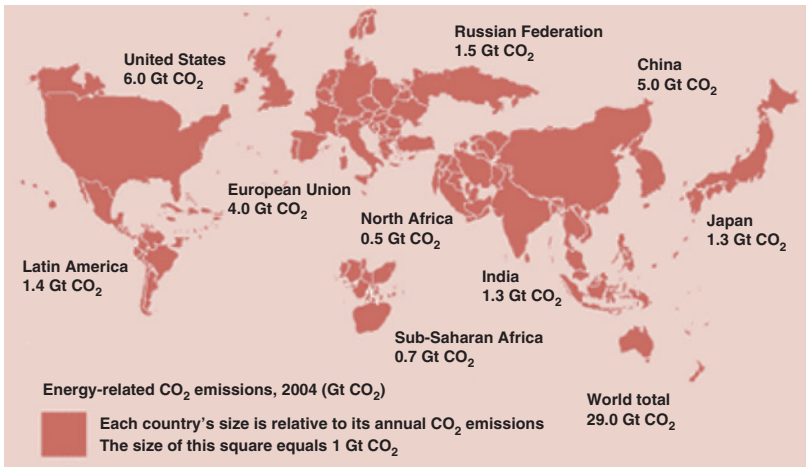 United States
6.0 Gt CO₂
Russian Federation
1.5 Gt CO₂
China
5.0 Gt CO₂
European Union
4.0 Gt CO₂
North Africa
0.5 Gt CO₂
Japan
1.3 Gt CO₂
Latin America
1.4 Gt CO₂
India
1.3 Gt CO₂
Sub-Saharan Africa
0.7 Gt CO₂
World total
29.0 Gt CO₂
Energy-related CO₂ emissions, 2004 (Gt CO₂)
Each country's size is relative to its annual CO₂ emissions
The size of this square equals 1 Gt CO₂